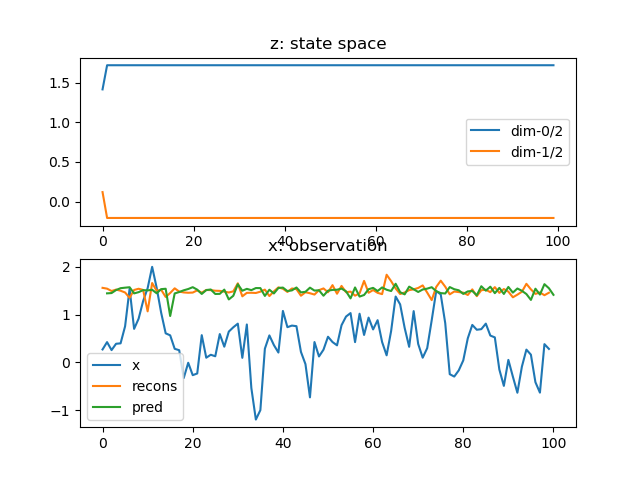 z: state space
1.5
1.0
0.5
0.0
dim-0/2
dim-1/2
0 20 40 60 80 100
x: observation
2
1
0
−1
x
recons
pred
0 20 40 60 80 100